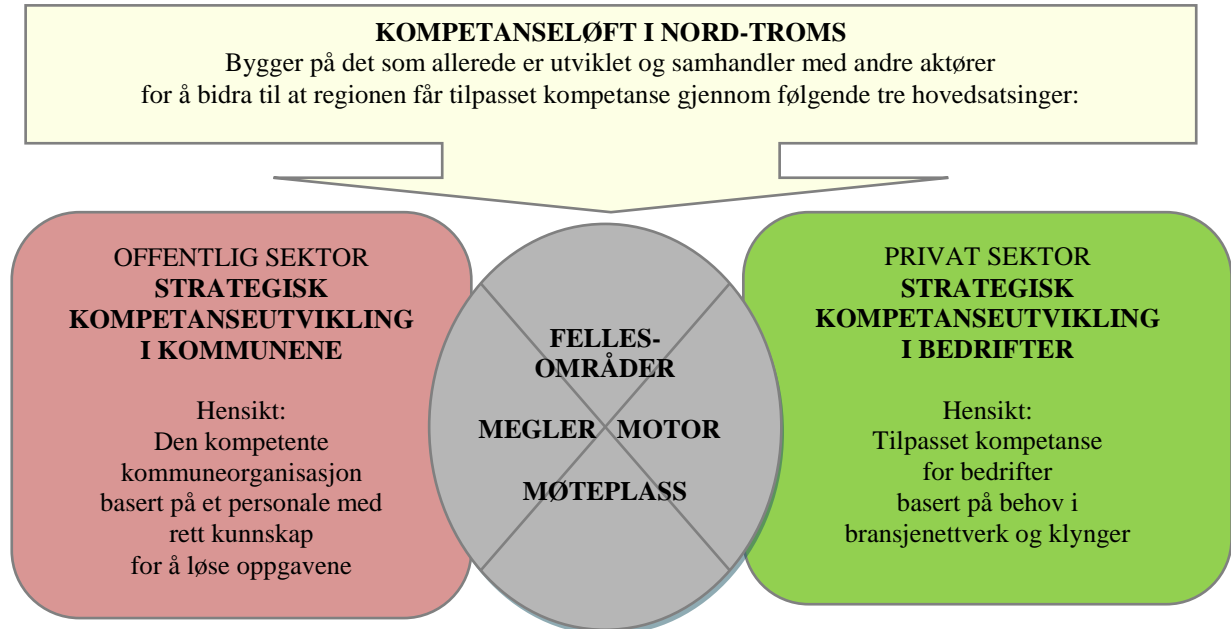 KOMPETANSELØFT I NORD-TROMS
Bygger på det som allerede er utviklet og samhandler med andre aktører
for å bidra til at regionen får tilpasset kompetanse gjennom følgende tre hovedsatsinger:
OFFENTLIG SEKTOR
STRATEGISK
KOMPETANSEUTVIKLING
I KOMMUNENE
Hensikt:
Den kompetente
kommuneorganisasjon
basert på et personale med
rett kunnskap
for å løse oppgavene
FELLES-
OMRÅDER
MEGLER MOTOR
MØTEPLASS
PRIVAT SEKTOR
STRATEGISK
KOMPETANSEUTVIKLING
I BEDRIFTER
Hensikt:
Tilpasset kompetanse
for bedrifter
basert på behov i
bransjenettverk og klynger